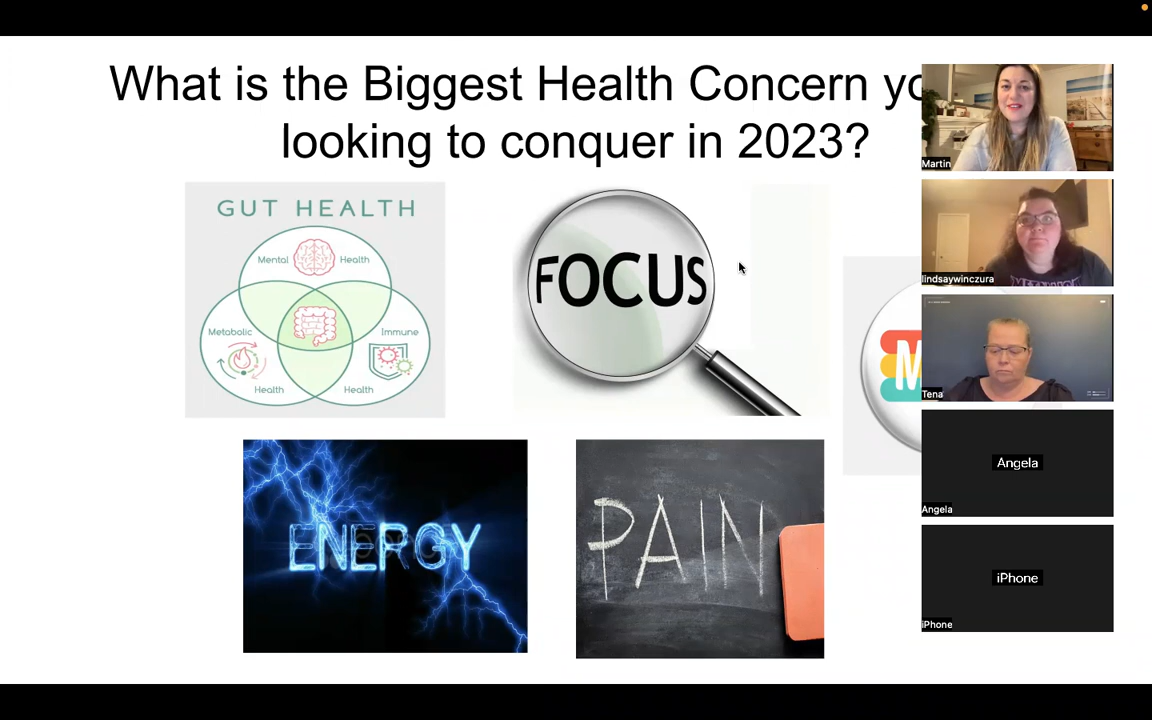 What is the Biggest Health Concern yo
looking to conquer in 2023?
GUT HEALTH
Mental Health
Metabolic Health
Immune Health
FOCUS
M
ENERGY
PAIN
Martin
lindsaywinczura
Tena
Angela
Angela
iPhone
iPhone